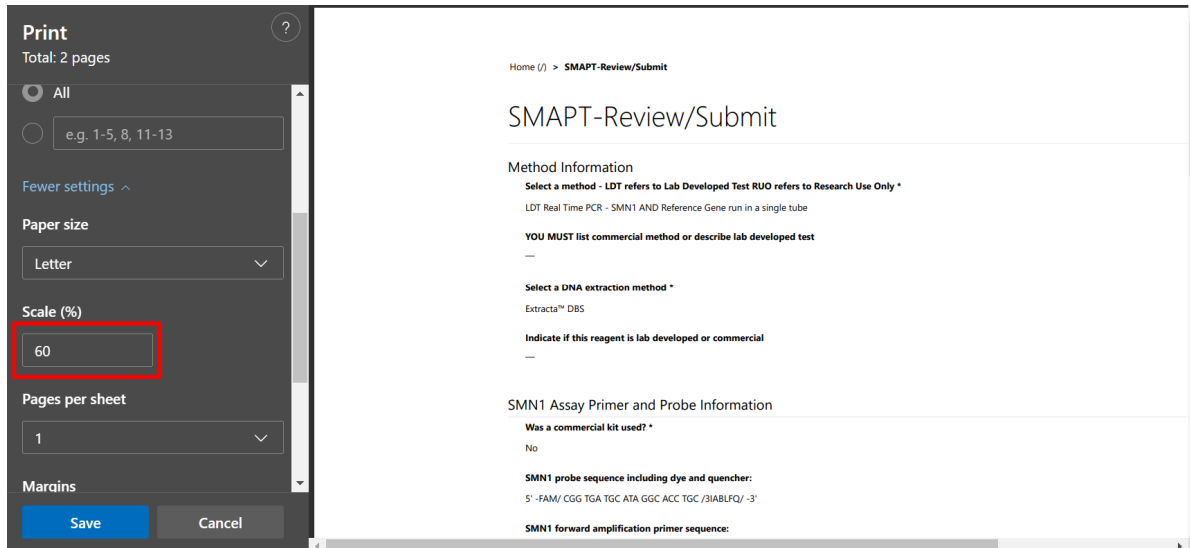 Print
?
Total: 2 pages
All
e.g. 1-5, 8, 11-13
Fewer settings
Paper size
Letter
Scale (%)
60
Pages per sheet
1
Margins
Save
Cancel
Home (/) > SMAPT-Review/Submit
SMAPT-Review/Submit
Method Information
Select a method - LDT refers to Lab Developed Test RUO refers to Research Use Only *
LDT Real Time PCR - SMN1 AND Reference Gene run in a single tube
YOU MUST list commercial method or describe lab developed test
—
Select a DNA extraction method *
Extracta™ DBS
Indicate if this reagent is lab developed or commercial
—
SMN1 Assay Primer and Probe Information
Was a commercial kit used? *
No
SMN1 probe sequence including dye and quencher:
5' -FAM/ CGG TGA TGC ATA GGC ACC TGC /3IABLFQ/ -3'
SMN1 forward amplification primer sequence: